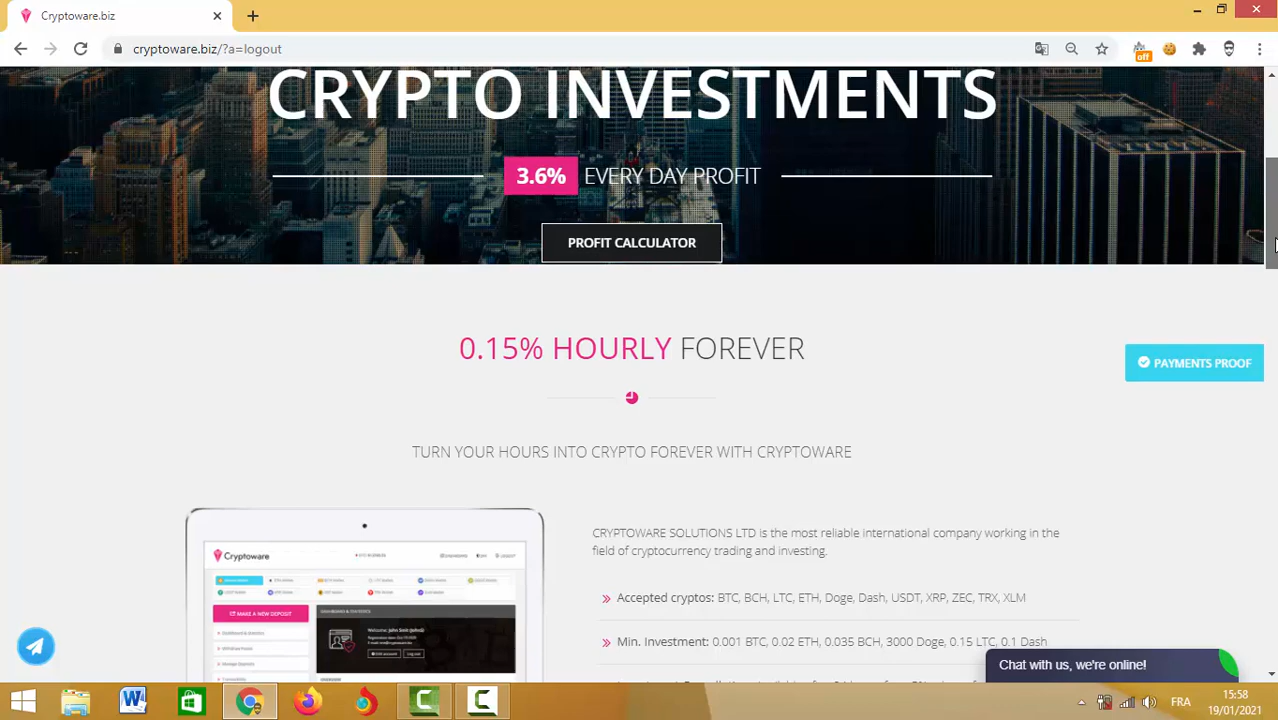 Cryptoware.biz
cryptoware.biz/?a=logout
off
CRYPTO INVESTMENTS
3.6% EVERY DAY PROFIT
PROFIT CALCULATOR
0.15% HOURLY FOREVER
PAYMENTS PROOF
TURN YOUR HOURS INTO CRYPTO FOREVER WITH CRYPTOWARE
CRYPTOWARE SOLUTIONS LTD is the most reliable international company working in the
field of cryptocurrency trading and investing.
Cryptoware
MAKE A NEW DEPOSIT
Accepted cryptos: BTC, BCH, LTC, ETH, Doge, Dash, USDT, XRP, ZEC, TRX, XLM
Min. Investment: 0.001 BTC, 0.02 ETH, 0.05 BCH, 2000 Doge, 0.15 LTC, 0.1 Dash
Chat with us, we're online!
FR
15:58
19/01/2021